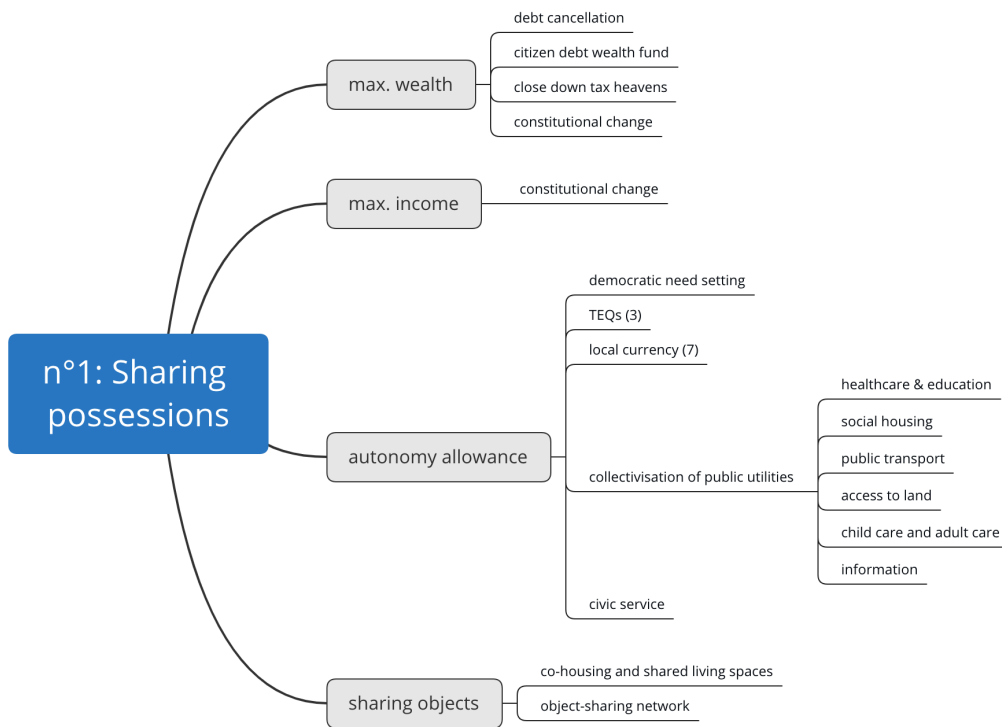 n°1: Sharing
possessions
max. wealth
debt cancellation
citizen debt wealth fund
close down tax heavens
constitutional change
max. income
constitutional change
autonomy allowance
democratic need setting
TEQs (3)
local currency (7)
collectivisation of public utilities
healthcare & education
social housing
public transport
access to land
child care and adult care
information
civic service
sharing objects
co-housing and shared living spaces
object-sharing network